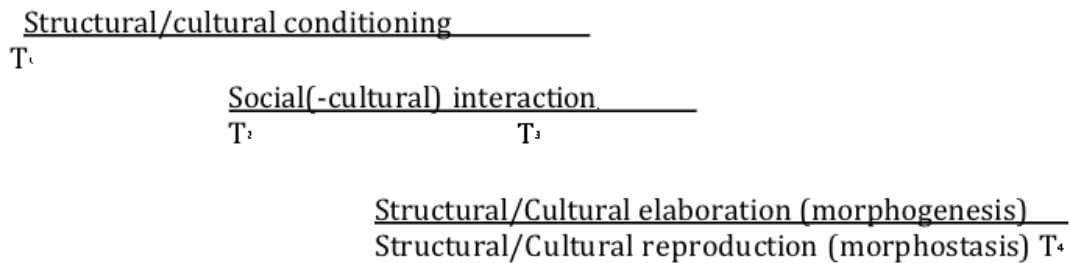 Structural/cultural conditioning
T₁
Social(-cultural) interaction
T₂ T₃
Structural/Cultural elaboration (morphogenesis)
Structural/Cultural reproduction (morphostasis) T₄